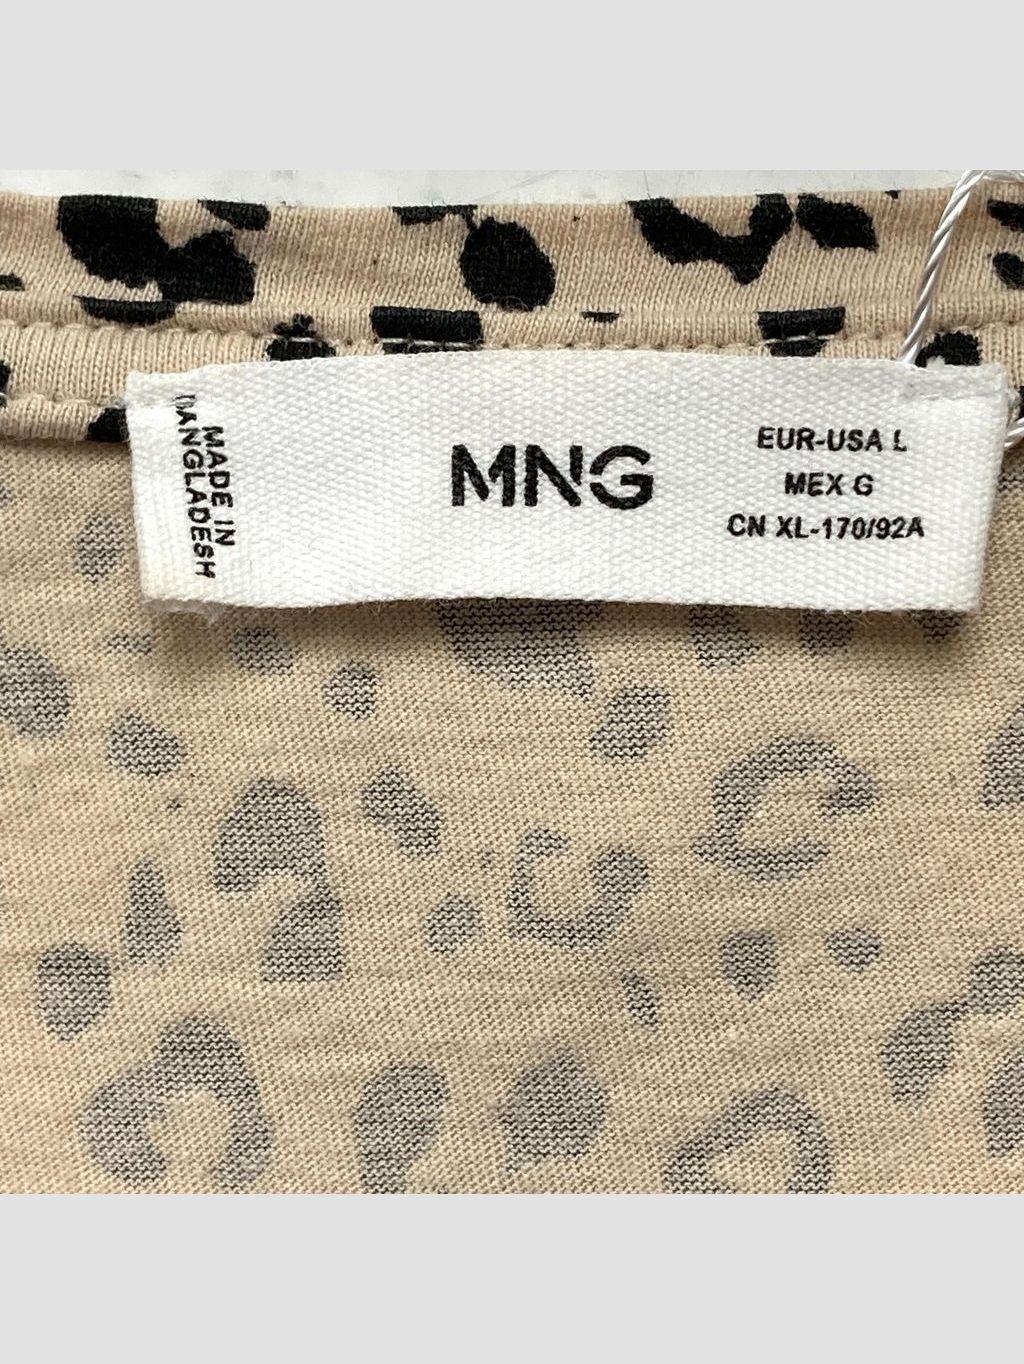 MADE IN
BANGLADESH
MNG
EUR-USA L
MEX G
CN XL-170/92A